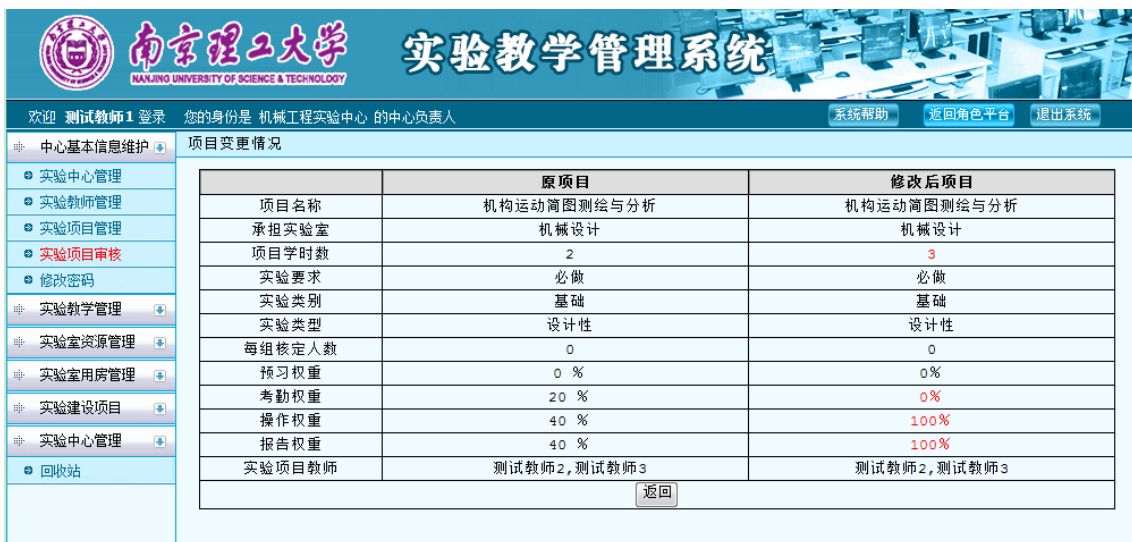 南京理工大学 实验教学管理系统
NANJING UNIVERSITY OF SCIENCE & TECHNOLOGY
欢迎 测试教师1 登录 您的身份是 机械工程实验中心 的中心负责人 系统帮助 返回角色平台 退出系统
中心基本信息维护
实验中心管理
实验教师管理
实验项目管理
实验项目审核
修改密码
实验教学管理
实验室资源管理
实验室用房管理
实验建设项目
实验中心管理
回收站
项目变更情况
原项目 修改后项目
项目名称 机构运动简图测绘与分析 机构运动简图测绘与分析
承担实验室 机械设计 机械设计
项目学时数 2 3
实验要求 必做 必做
实验类别 基础 基础
实验类型 设计性 设计性
每组核定人数 0 0
预习权重 0 % 0%
考勤权重 20 % 0%
操作权重 40 % 100%
报告权重 40 % 100%
实验项目教师 测试教师2,测试教师3 测试教师2,测试教师3
返回